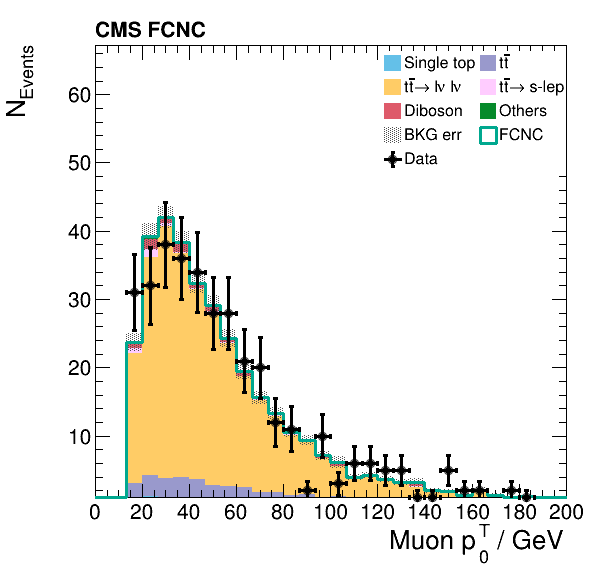 CMS FCNC
N_Events
Single top
tt̄
tt̄→ lν lν
tt̄→ s-lep
Diboson
Others
BKG err
FCNC
Data
60
50
40
30
20
10
0 20 40 60 80 100 120 140 160 180 200
Muon p_0^T / GeV